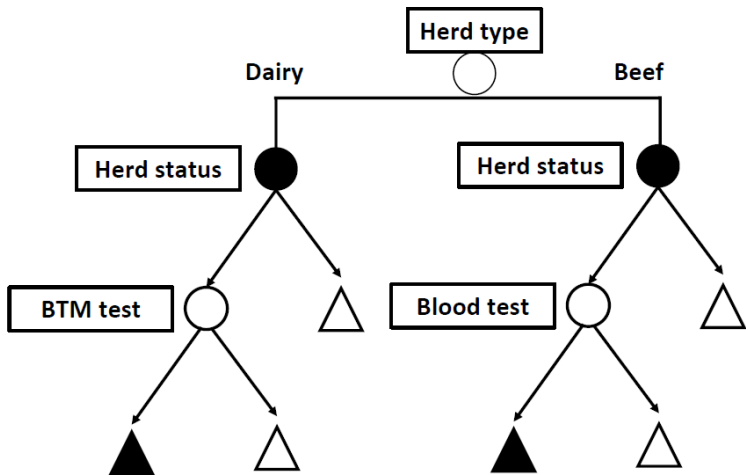 Herd type
Dairy
Beef
Herd status
Herd status
BTM test
Blood test